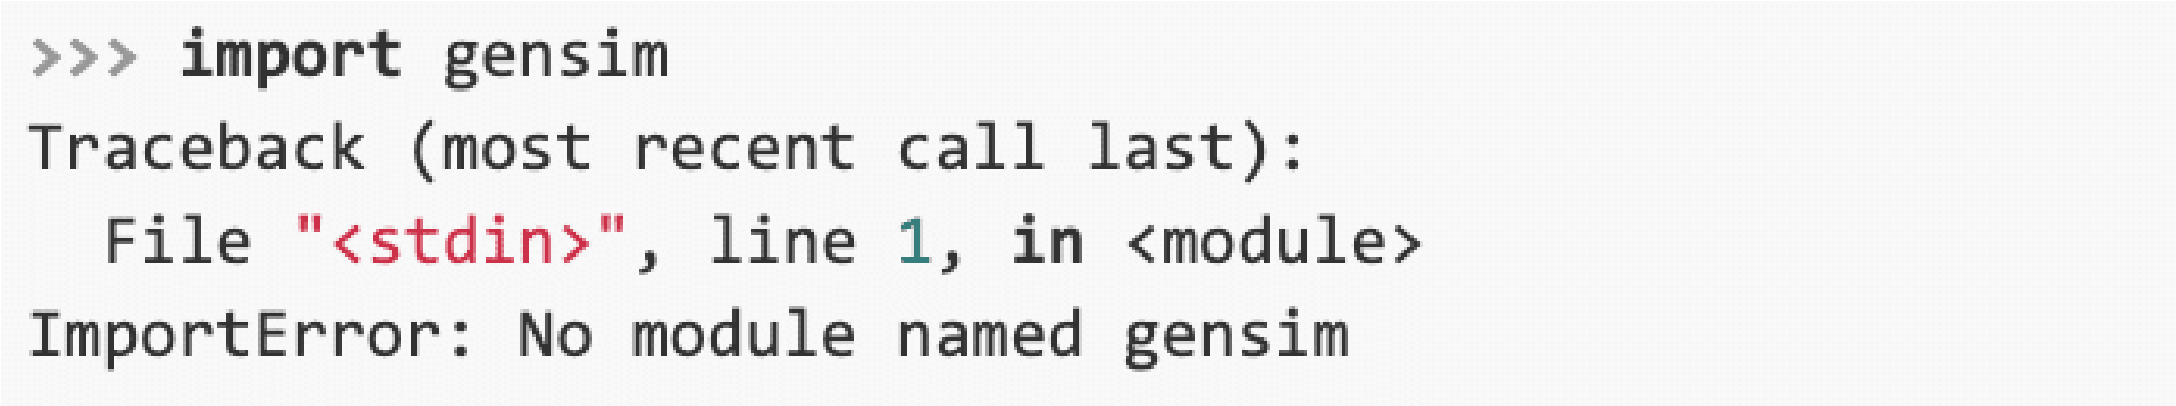 >>> import gensim
Traceback (most recent call last):
  File "<stdin>", line 1, in <module>
ImportError: No module named gensim